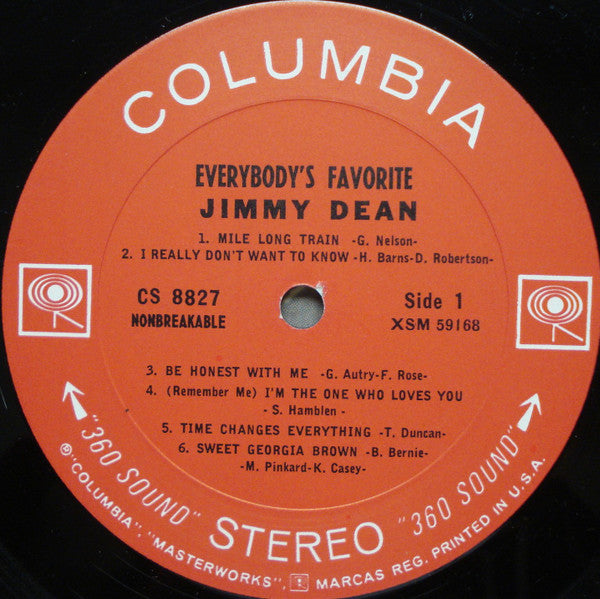 COLUMBIA
EVERYBODY'S FAVORITE
JIMMY DEAN
1. MILE LONG TRAIN -G. Nelson-
2. I REALLY DON'T WANT TO KNOW -H. Barns-D. Robertson-
CS 8827
NONBREAKABLE
Side 1
XSM 59168
3. BE HONEST WITH ME -G. Autry-F. Rose-
4. (Remember Me) I'M THE ONE WHO LOVES YOU
- S. Hamblen -
5. TIME CHANGES EVERYTHING -T. Duncan-
6. SWEET GEORGIA BROWN -B. Bernie-
-M. Pinkard-K. Casey-
"360 SOUND" STEREO "360 SOUND"
® "COLUMBIA", "MASTERWORKS", MARCAS REG. PRINTED IN U.S.A.